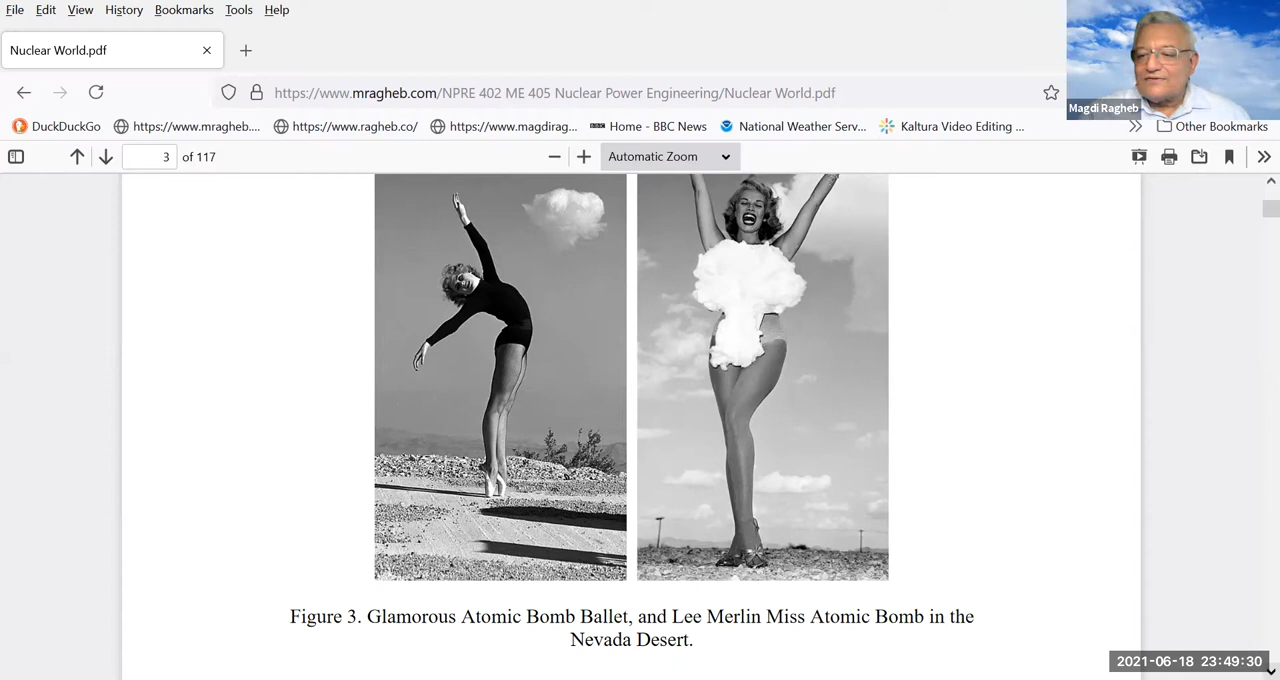 File Edit View History Bookmarks Tools Help
Nuclear World.pdf
https://www.mragheb.com/NPRE 402 ME 405 Nuclear Power Engineering/Nuclear World.pdf
Magdi Ragheb
DuckDuckGo https://www.mragheb.... https://www.ragheb.co/ https://www.magdirag... BBC Home - BBC News National Weather Serv... Kaltura Video Editing ... Other Bookmarks
3 of 117 Automatic Zoom
Figure 3. Glamorous Atomic Bomb Ballet, and Lee Merlin Miss Atomic Bomb in the
Nevada Desert.
2021-06-18 23:49:30